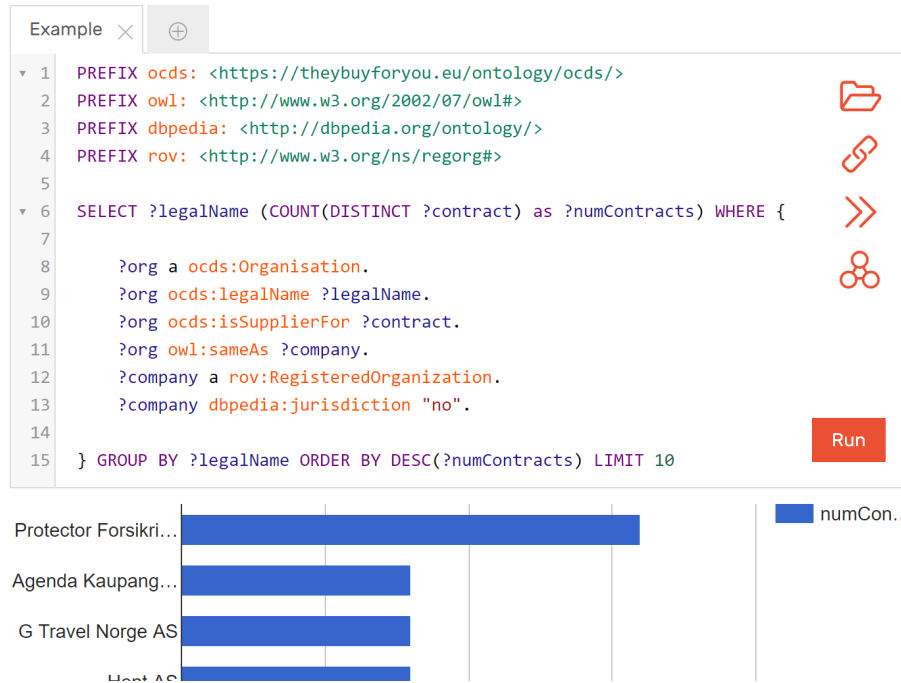 Example
1 PREFIX ocds: <https://theybuyforyou.eu/ontology/ocds/>
2 PREFIX owl: <http://www.w3.org/2002/07/owl#>
3 PREFIX dbpedia: <http://dbpedia.org/ontology/>
4 PREFIX rov: <http://www.w3.org/ns/regorg#>
5
6 SELECT ?legalName (COUNT(DISTINCT ?contract) as ?numContracts) WHERE {
7
8 ?org a ocds:Organisation.
9 ?org ocds:legalName ?legalName.
10 ?org ocds:isSupplierFor ?contract.
11 ?org owl:sameAs ?company.
12 ?company a rov:RegisteredOrganization.
13 ?company dbpedia:jurisdiction "no".
14
Run
15 } GROUP BY ?legalName ORDER BY DESC(?numContracts) LIMIT 10
numCon…
Protector Forsikri…
Agenda Kaupang…
G Travel Norge AS
AS